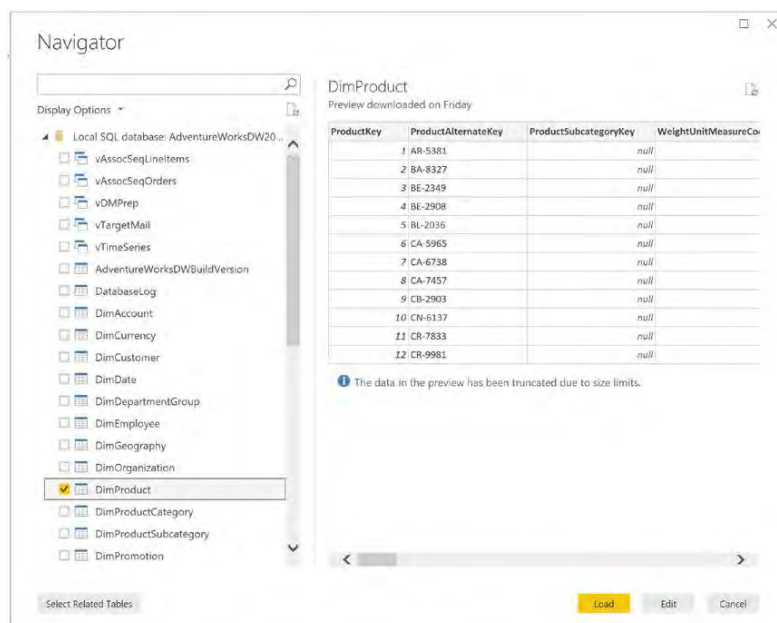 Navigator
Display Options
Local SQL database: AdventureWorksDW20...
vAssocSeqLineItems
vAssocSeqOrders
vDMPrep
vTargetMail
vTimeSeries
AdventureWorksDWBuildVersion
DatabaseLog
DimAccount
DimCurrency
DimCustomer
DimDate
DimDepartmentGroup
DimEmployee
DimGeography
DimOrganization
DimProduct
DimProductCategory
DimProductSubcategory
DimPromotion
Select Related Tables
DimProduct
Preview downloaded on Friday
ProductKey ProductAlternateKey ProductSubcategoryKey WeightUnitMeasureCo
1 AR-5381 null
2 BA-8327 null
3 BE-2349 null
4 BE-2908 null
5 BL-2036 null
6 CA-5965 null
7 CA-6738 null
8 CA-7457 null
9 CB-2903 null
10 CN-6137 null
11 CR-7833 null
12 CR-9981 null
The data in the preview has been truncated due to size limits.
Load Edit Cancel